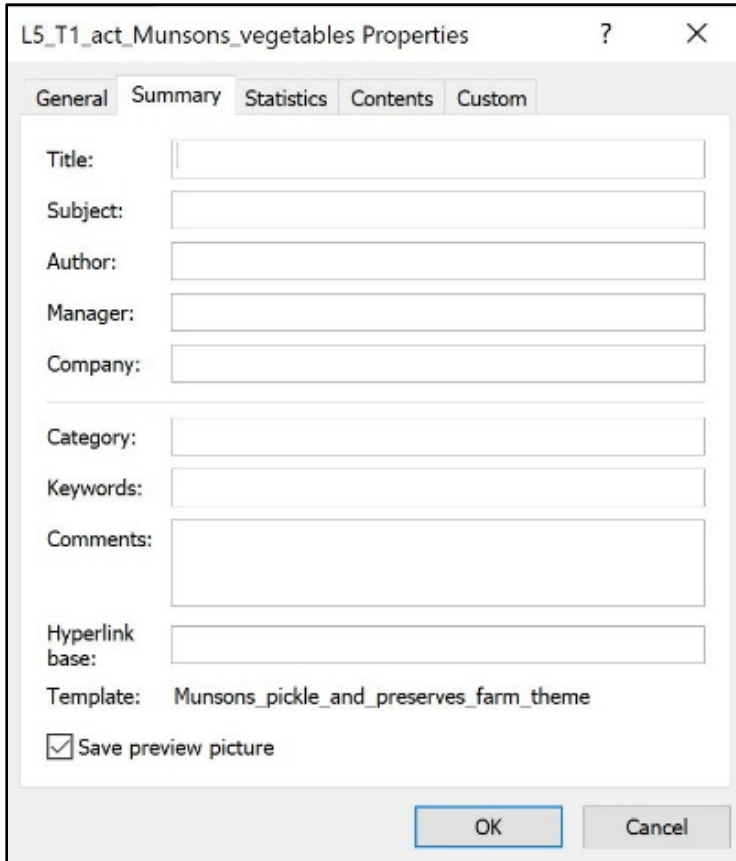 L5_T1_act_Munsons_vegetables Properties ? ×
General Summary Statistics Contents Custom
Title:
Subject:
Author:
Manager:
Company:
Category:
Keywords:
Comments:
Hyperlink
base:
Template: Munsons_pickle_and_preserves_farm_theme
Save preview picture
OK Cancel